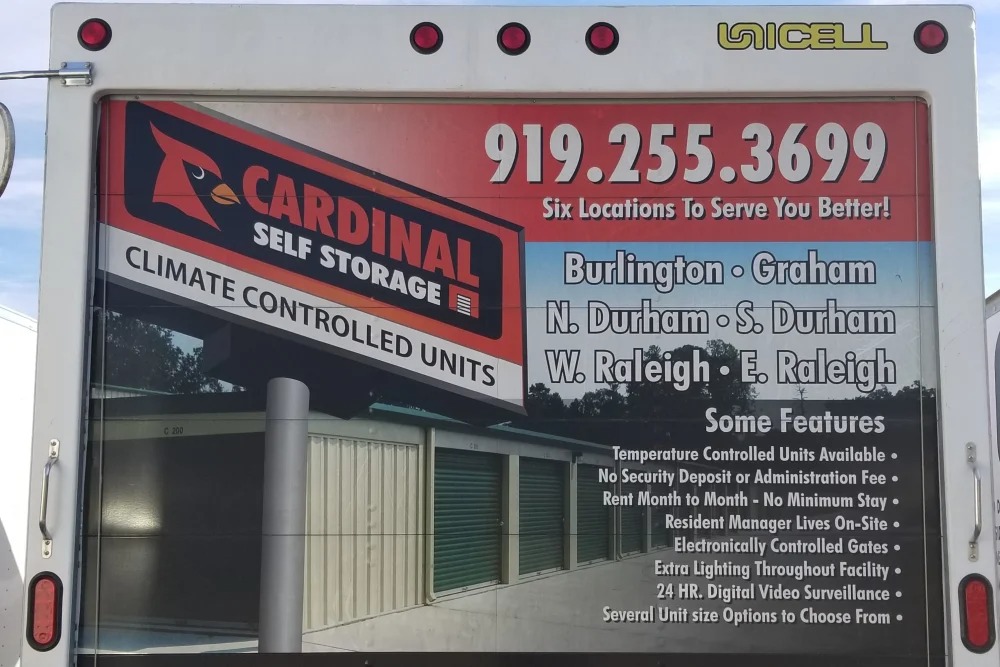 UNICELL
919.255.3699
Six Locations To Serve You Better!
CARDINAL
SELF STORAGE
CLIMATE CONTROLLED UNITS
Burlington • Graham
N. Durham • S. Durham
W. Raleigh • E. Raleigh
Some Features
Temperature Controlled Units Available •
No Security Deposit or Administration Fee •
Rent Month to Month - No Minimum Stay •
Resident Manager Lives On-Site •
Electronically Controlled Gates •
Extra Lighting Throughout Facility •
24 HR. Digital Video Surveillance •
Several Unit size Options to Choose From •
C 200